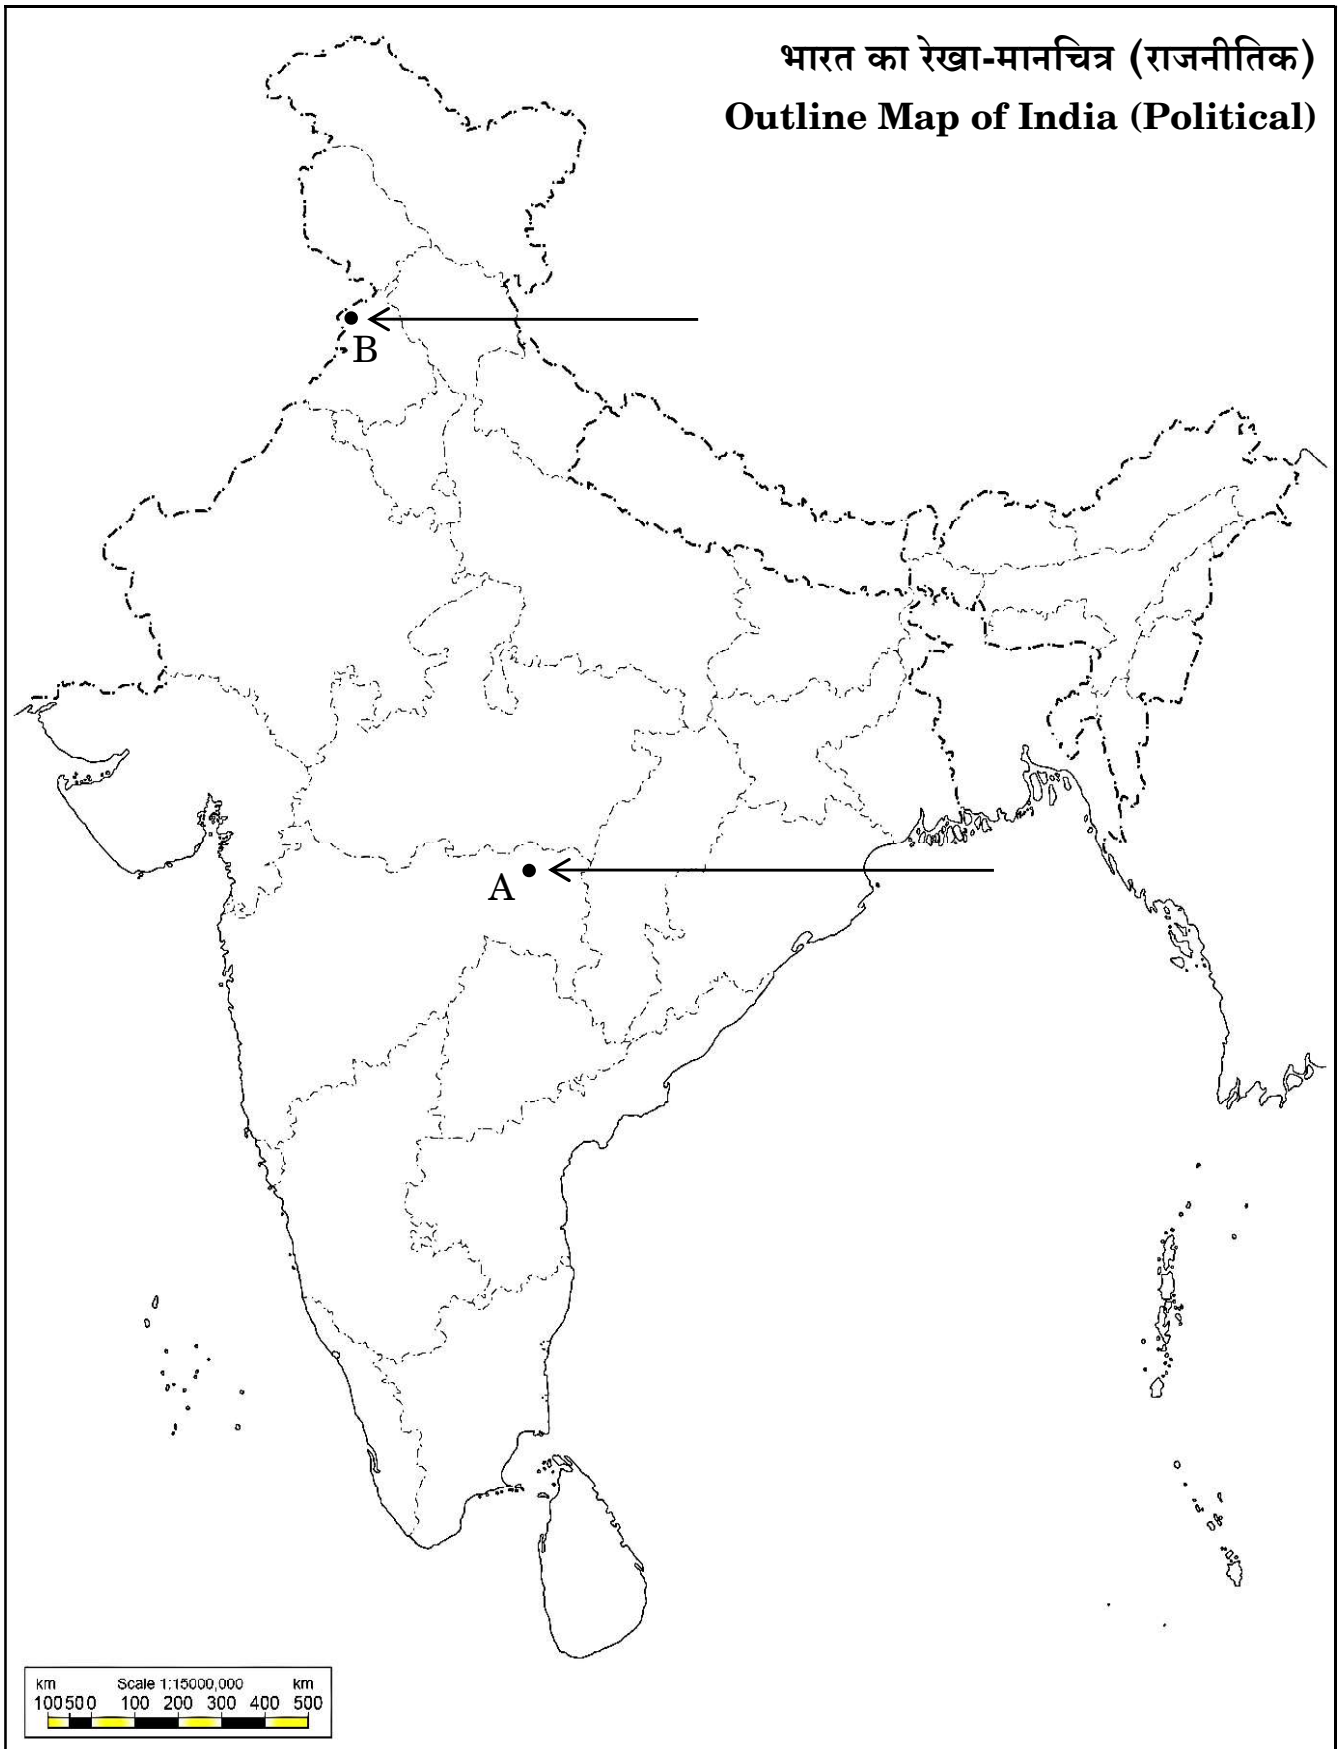 भारत का रेखा-मानचित्र (राजनीतिक)
Outline Map of India (Political)
B
A
km Scale 1:15000,000 km
100 50 0 100 200 300 400 500